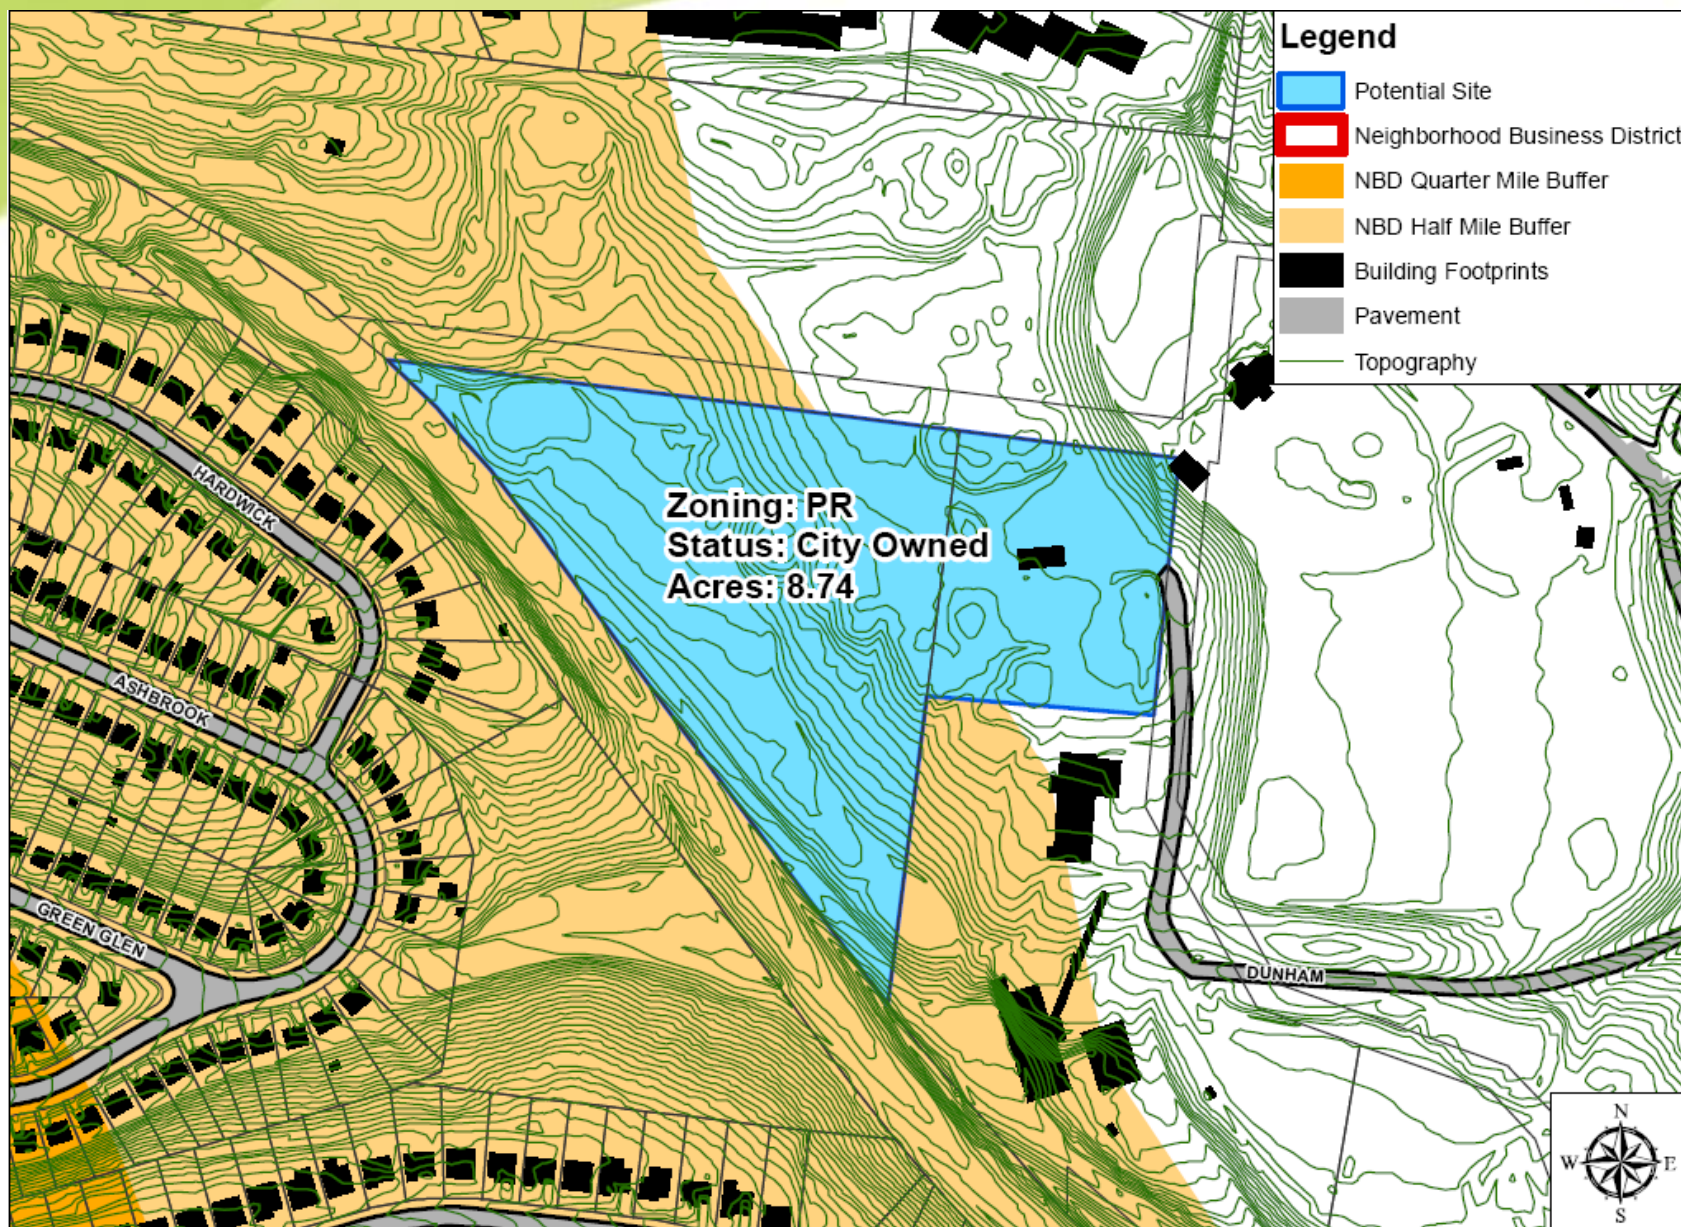 Legend
Potential Site
Neighborhood Business District
NBD Quarter Mile Buffer
NBD Half Mile Buffer
Building Footprints
Pavement
Topography
Zoning: PR
Status: City Owned
Acres: 8.74
HARDWICK
ASHBROOK
GREEN GLEN
DUNHAM
N
W
E
S